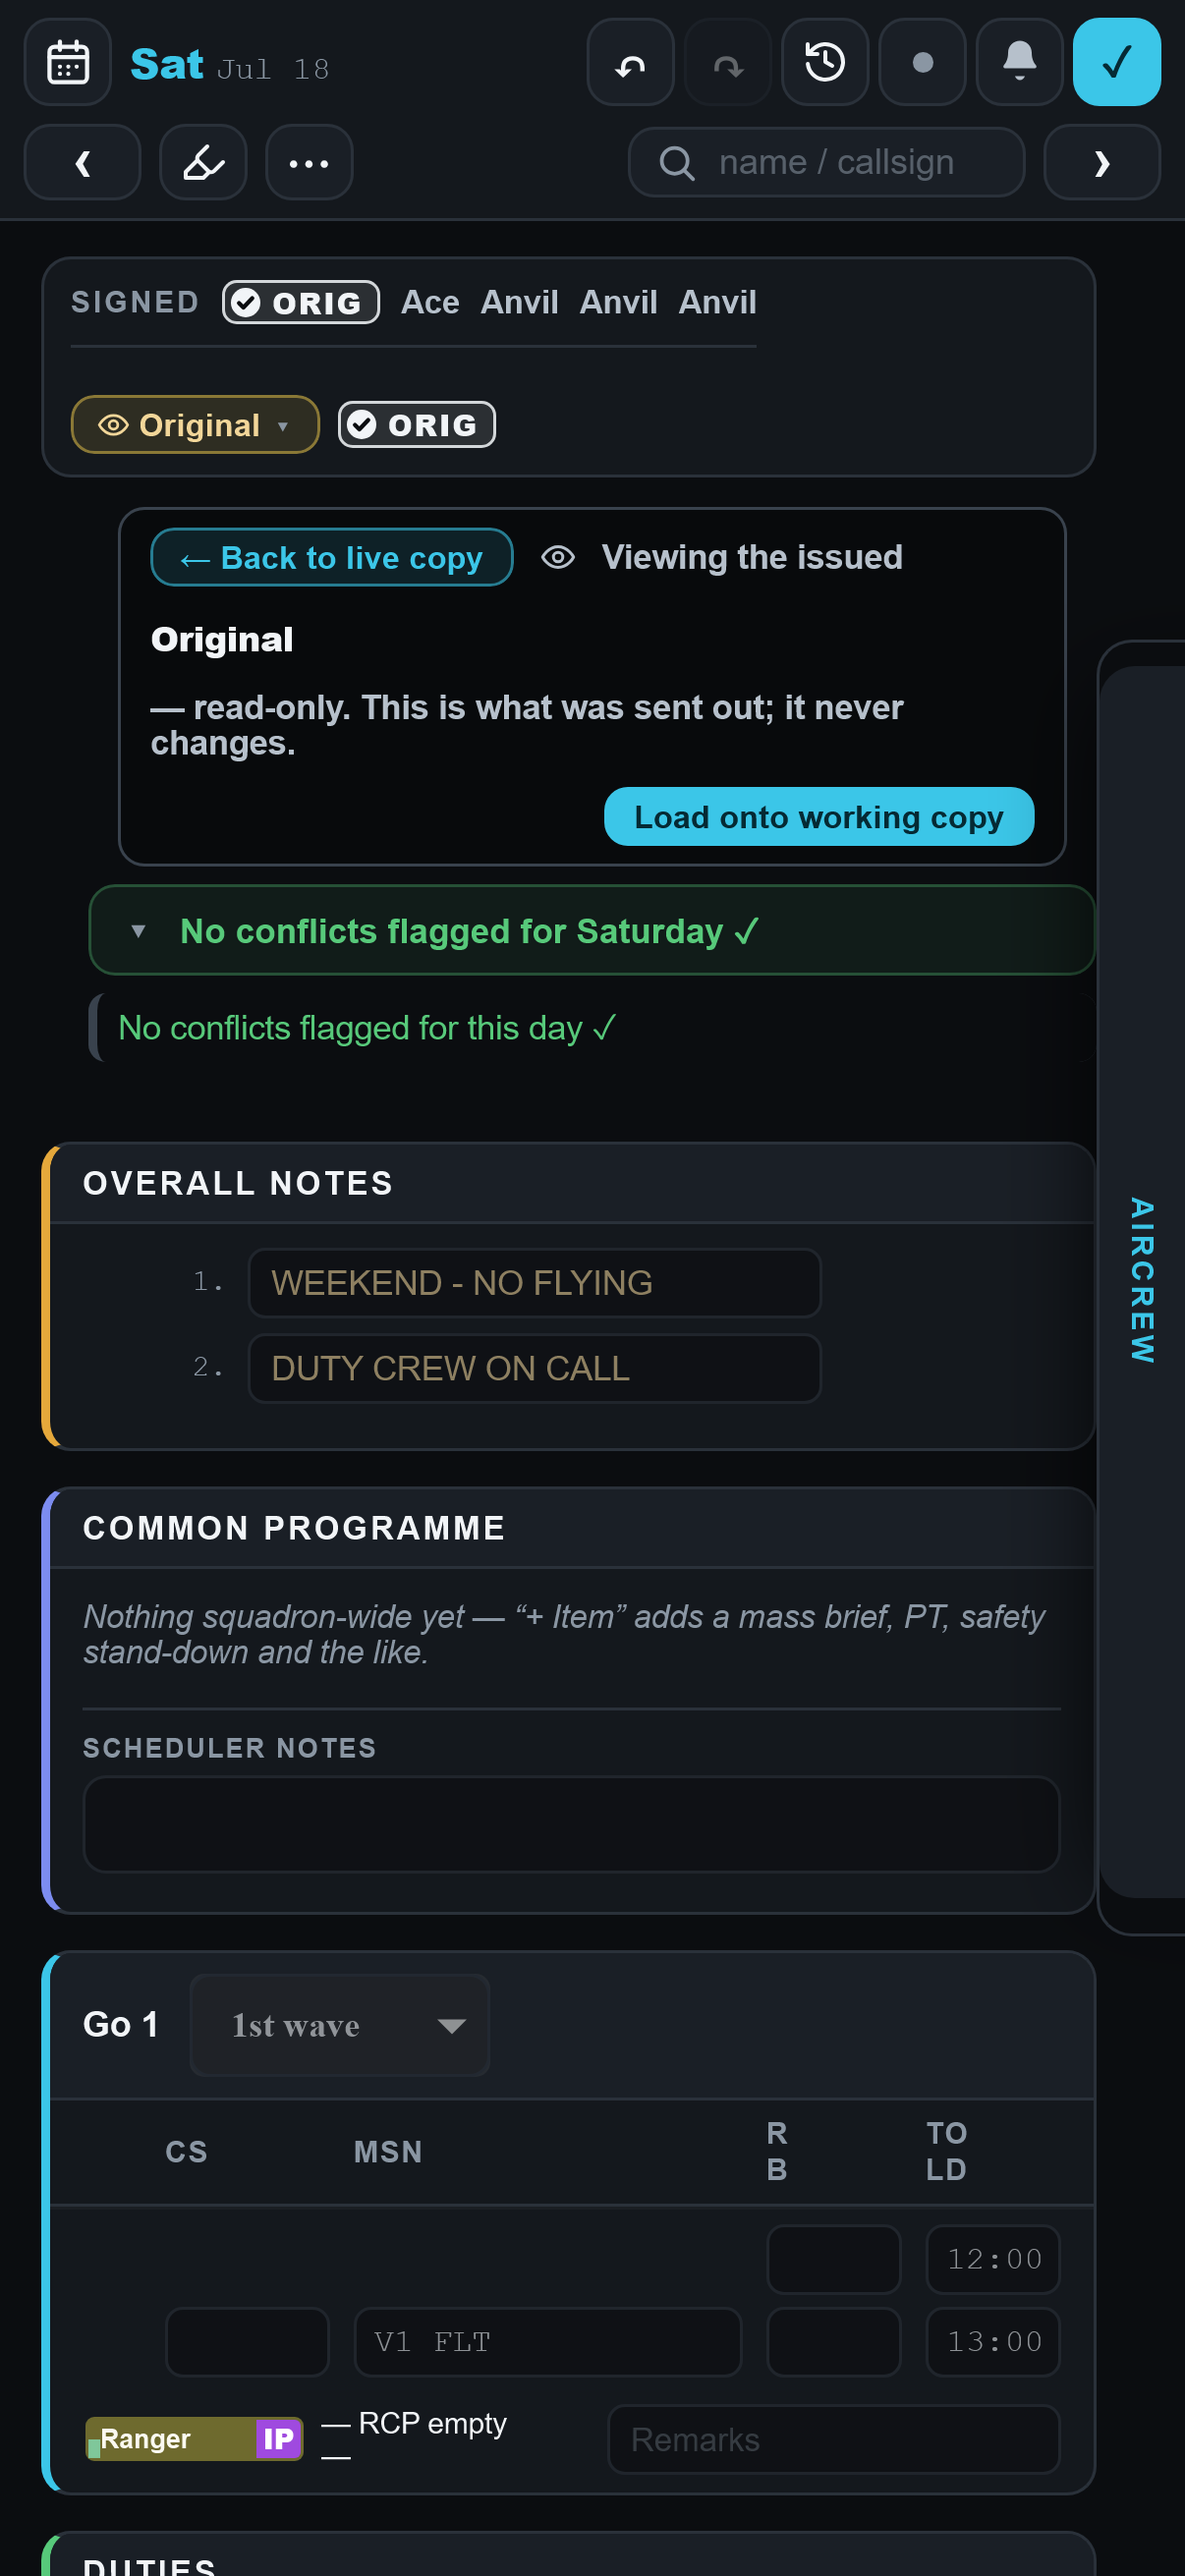 Sat Jul 18
name / callsign
SIGNED ORIG Ace Anvil Anvil Anvil
Original ORIG
← Back to live copy Viewing the issued
Original
— read-only. This is what was sent out; it never
changes.
Load onto working copy
No conflicts flagged for Saturday ✓
No conflicts flagged for this day ✓
AIRCREW
OVERALL NOTES
1. WEEKEND - NO FLYING
2. DUTY CREW ON CALL
COMMON PROGRAMME
Nothing squadron-wide yet — “+ Item” adds a mass brief, PT, safety
stand-down and the like.
SCHEDULER NOTES
Go 1 1st wave
CS MSN R TO
B LD
12:00
V1 FLT 13:00
Ranger IP — RCP empty — Remarks
DUTIES